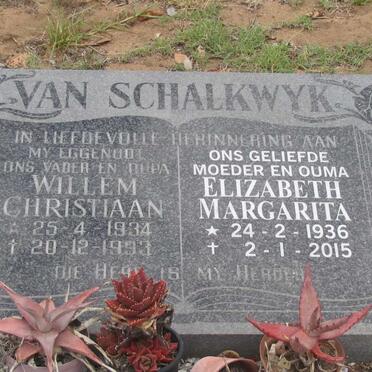 VAN SCHALKWYK
IN LIEFDEVOLLE HERINNERING AAN
MY EGGENOOT
ONS VADER EN OUPA
WILLEM
CHRISTIAAN
★ 25-4-1934
✝ 20-12-1993
ONS GELIEFDE
MOEDER EN OUMA
ELIZABETH
MARGARITA
★ 24-2-1936
✝ 2-1-2015
DIE HERE IS MY HERDER